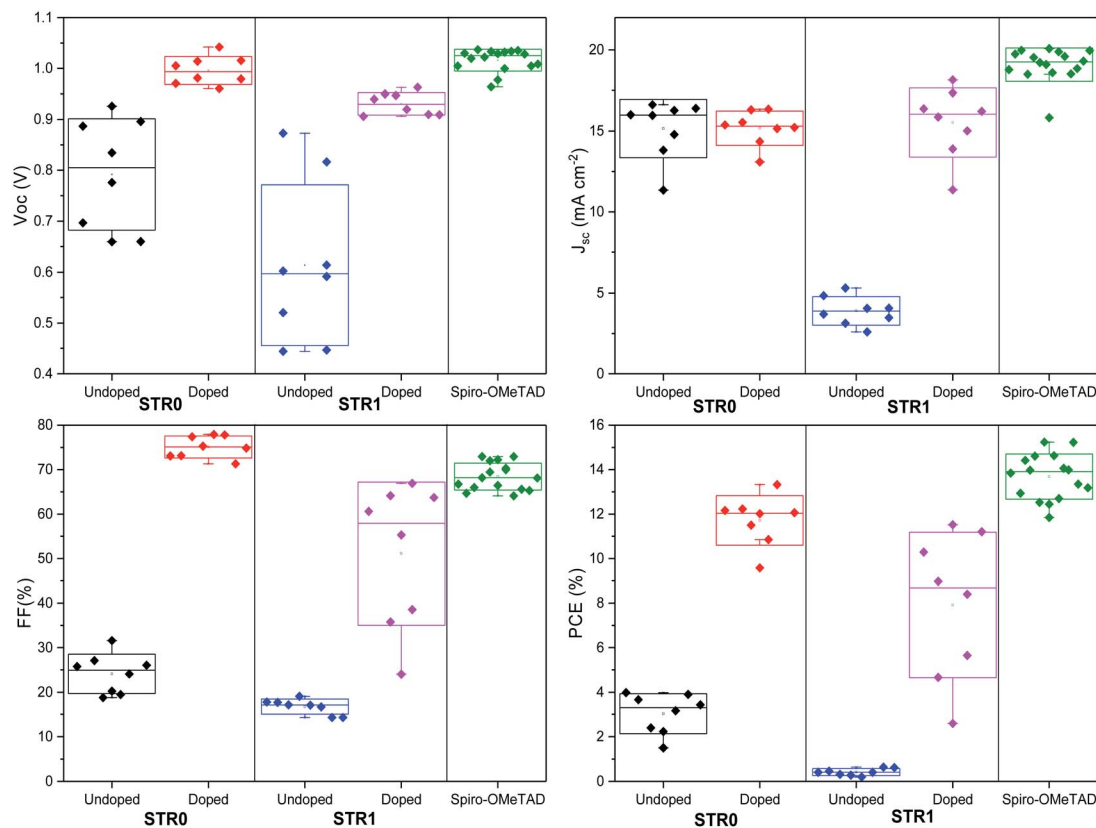 1.1
1.0
0.9
0.8
0.7
0.6
0.5
0.4
Voc (V)
Undoped Doped Undoped Doped Spiro-OMeTAD
STR0 STR1
20
15
10
5
0
Jsc (mA cm-2)
Undoped Doped Undoped Doped Spiro-OMeTAD
STR0 STR1
80
70
60
50
40
30
20
10
0
FF(%)
Undoped Doped Undoped Doped Spiro-OMeTAD
STR0 STR1
16
14
12
10
8
6
4
2
0
PCE (%)
Undoped Doped Undoped Doped Spiro-OMeTAD
STR0 STR1